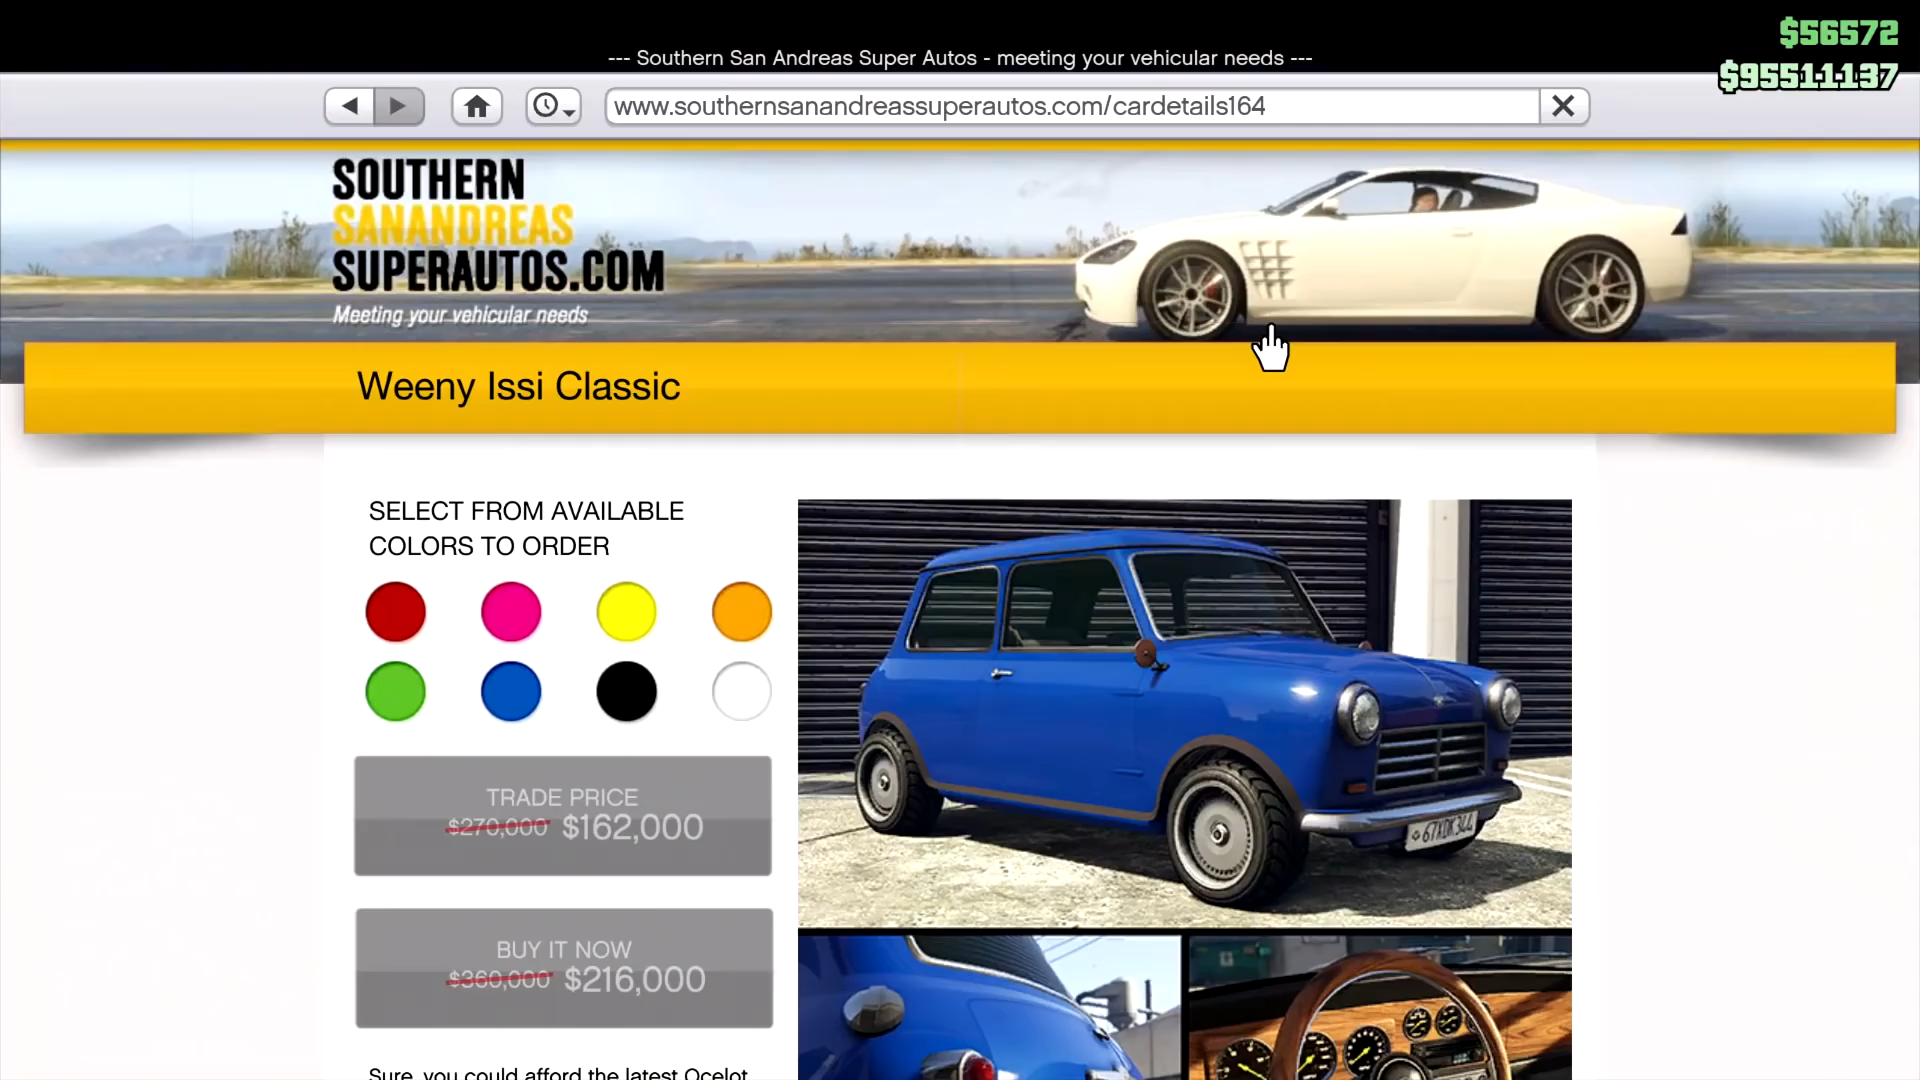 $56572
--- Southern San Andreas Super Autos - meeting your vehicular needs ---
$95511137
www.southernsanandreassuperautos.com/cardetails164
SOUTHERN
SANANDREAS
SUPERAUTOS.COM
Meeting your vehicular needs
Weeny Issi Classic
SELECT FROM AVAILABLE
COLORS TO ORDER
TRADE PRICE
$270,000 $162,000
BUY IT NOW
$360,000 $216,000
67XDK344
Sure, you could afford the latest Ocelot